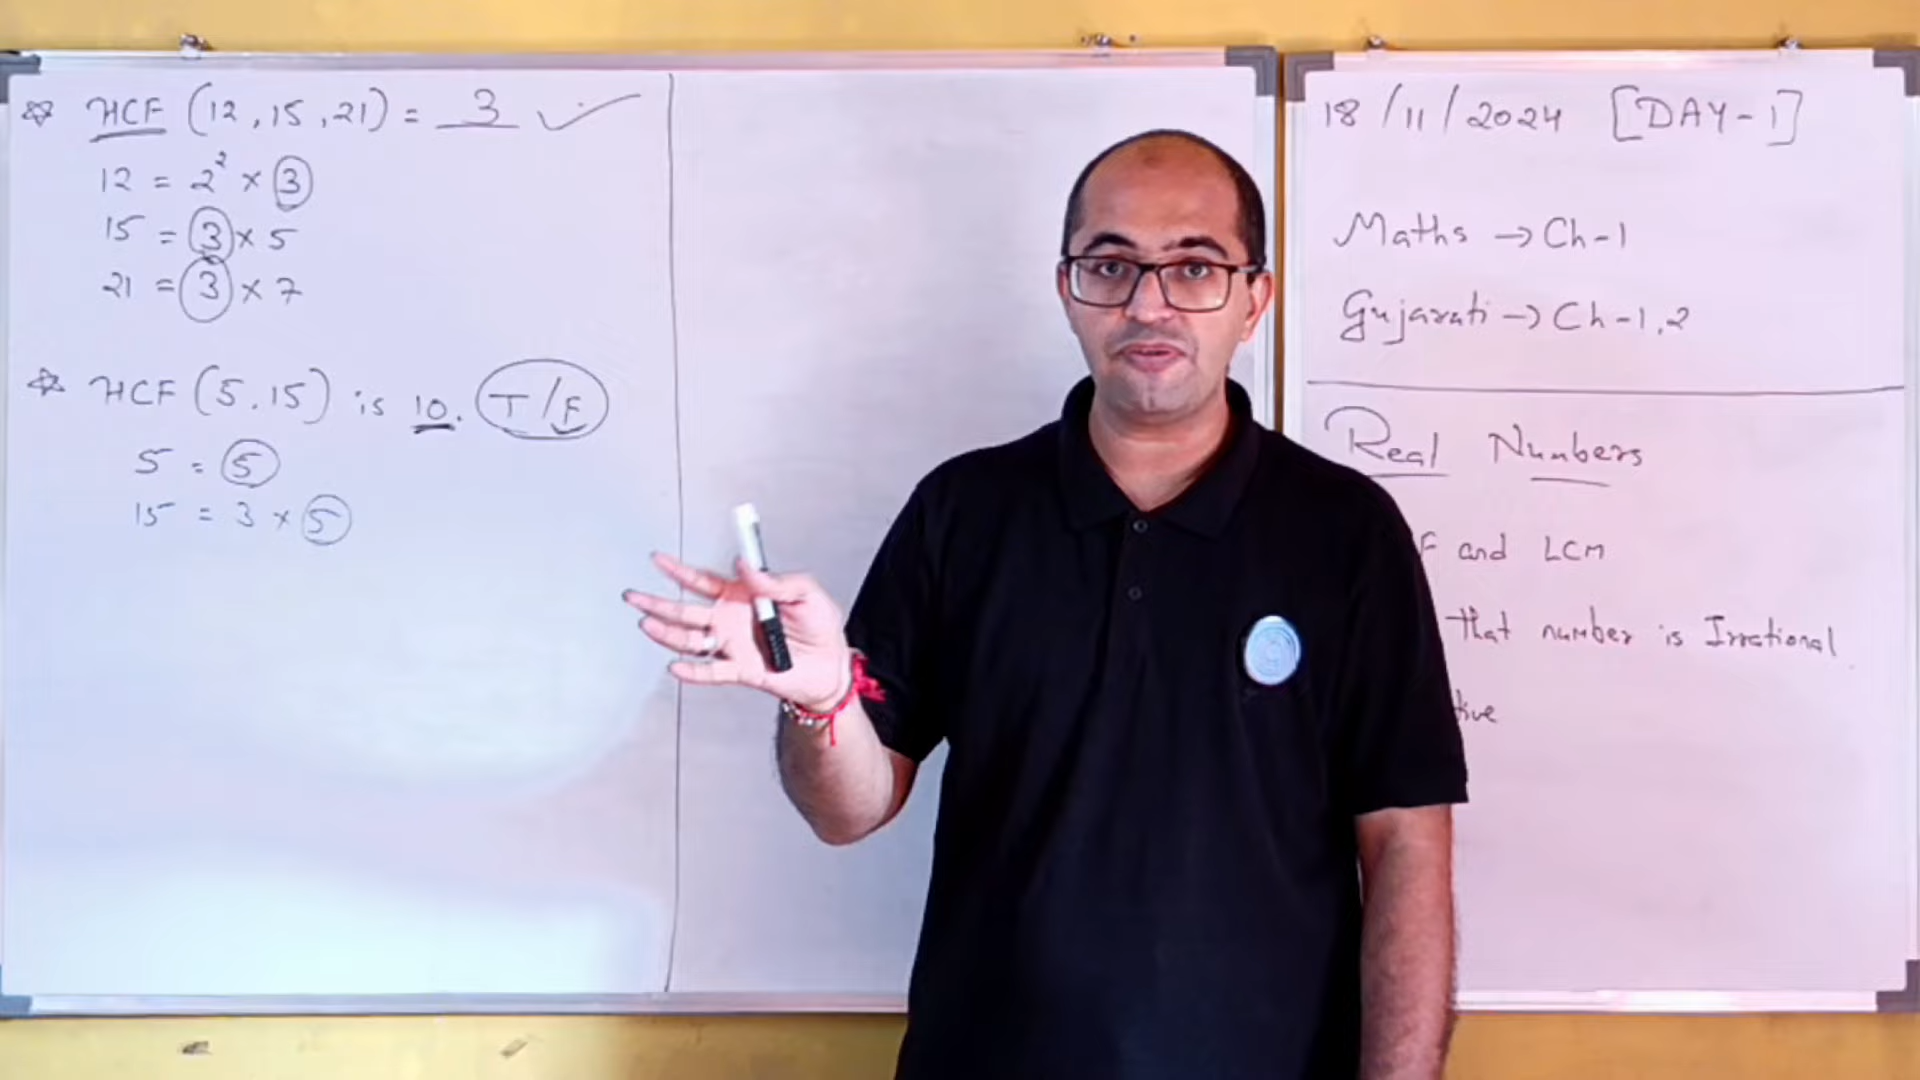 ☆ HCF (12, 15, 21) = 3 ✓
12 = 2² × 3
15 = 3 × 5
21 = 3 × 7
☆ HCF (5, 15) is 10. T/F
5 = 5
15 = 3 × 5
18/11/2024 [DAY-1]
Maths → Ch-1
Gujarati → Ch-1,2
Real Numbers
F and LCM
that number is Irrational
tive